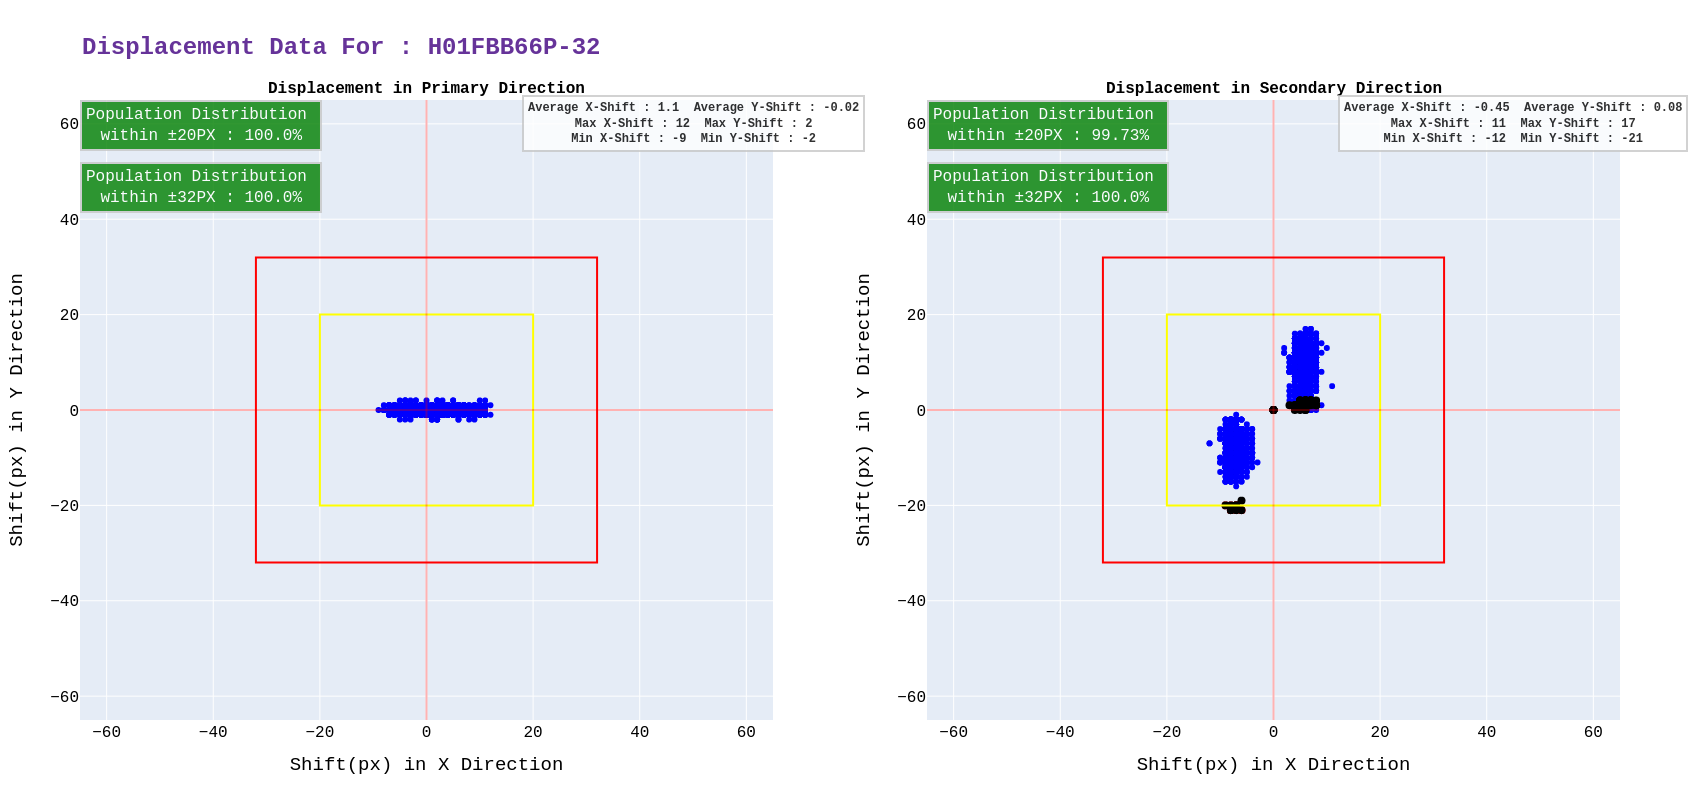 Displacement Data For : H01FBB66P-32
Displacement in Primary Direction
Population Distribution
within ±20PX : 100.0%
Population Distribution
within ±32PX : 100.0%
Average X-Shift : 1.1  Average Y-Shift : -0.02
Max X-Shift : 12  Max Y-Shift : 2
Min X-Shift : -9  Min Y-Shift : -2
60
40
20
0
−20
−40
−60
−60 −40 −20 0 20 40 60
Shift(px) in X Direction
Shift(px) in Y Direction
Displacement in Secondary Direction
Population Distribution
within ±20PX : 99.73%
Population Distribution
within ±32PX : 100.0%
Average X-Shift : -0.45  Average Y-Shift : 0.08
Max X-Shift : 11  Max Y-Shift : 17
Min X-Shift : -12  Min Y-Shift : -21
60
40
20
0
−20
−40
−60
−60 −40 −20 0 20 40 60
Shift(px) in X Direction
Shift(px) in Y Direction